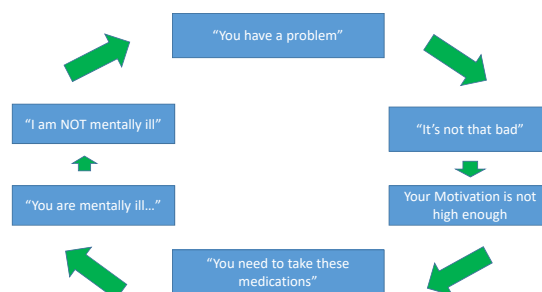 “You have a problem”
“It’s not that bad”
Your Motivation is not
high enough
“You need to take these
medications”
“You are mentally ill…”
“I am NOT mentally ill”